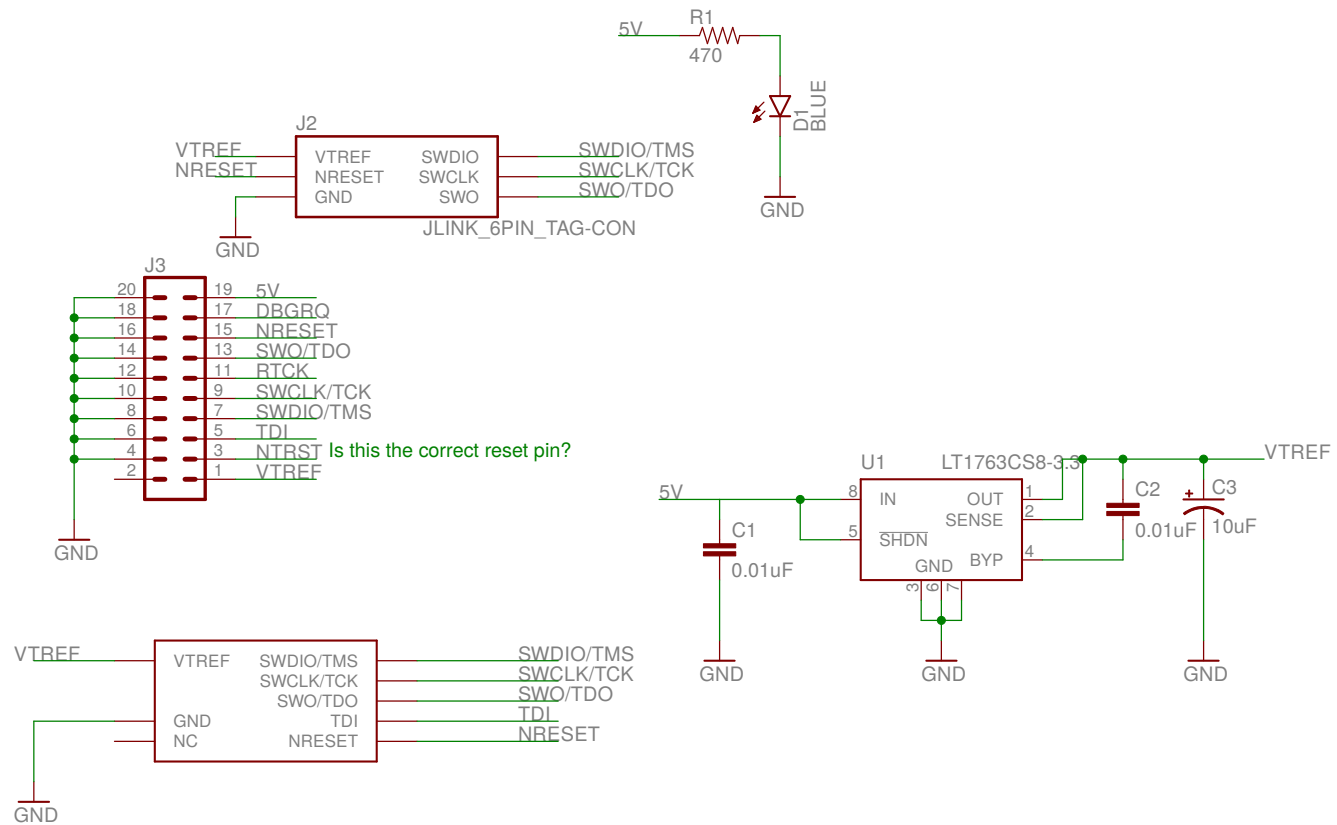 R1
5V
470
D1
BLUE
GND
J2
VTREF VTREF SWDIO SWDIO/TMS
NRESET NRESET SWCLK SWCLK/TCK
GND SWO SWO/TDO
JLINK_6PIN_TAG-CON
GND
J3
20 19 5V
18 17 DBGRQ
16 15 NRESET
14 13 SWO/TDO
12 11 RTCK
10 9 SWCLK/TCK
8 7 SWDIO/TMS
6 5 TDI
4 3 NTRST Is this the correct reset pin?
2 1 VTREF
GND
U1 LT1763CS8-3.3 VTREF
5V 8 IN OUT 1
SENSE 2
5 SHDN
GND BYP 4
3 6 7
C1
0.01uF
C2
0.01uF
C3
+
10uF
GND GND GND
VTREF VTREF SWDIO/TMS SWDIO/TMS
SWCLK/TCK SWCLK/TCK
SWO/TDO SWO/TDO
GND TDI TDI
NC NRESET NRESET
GND